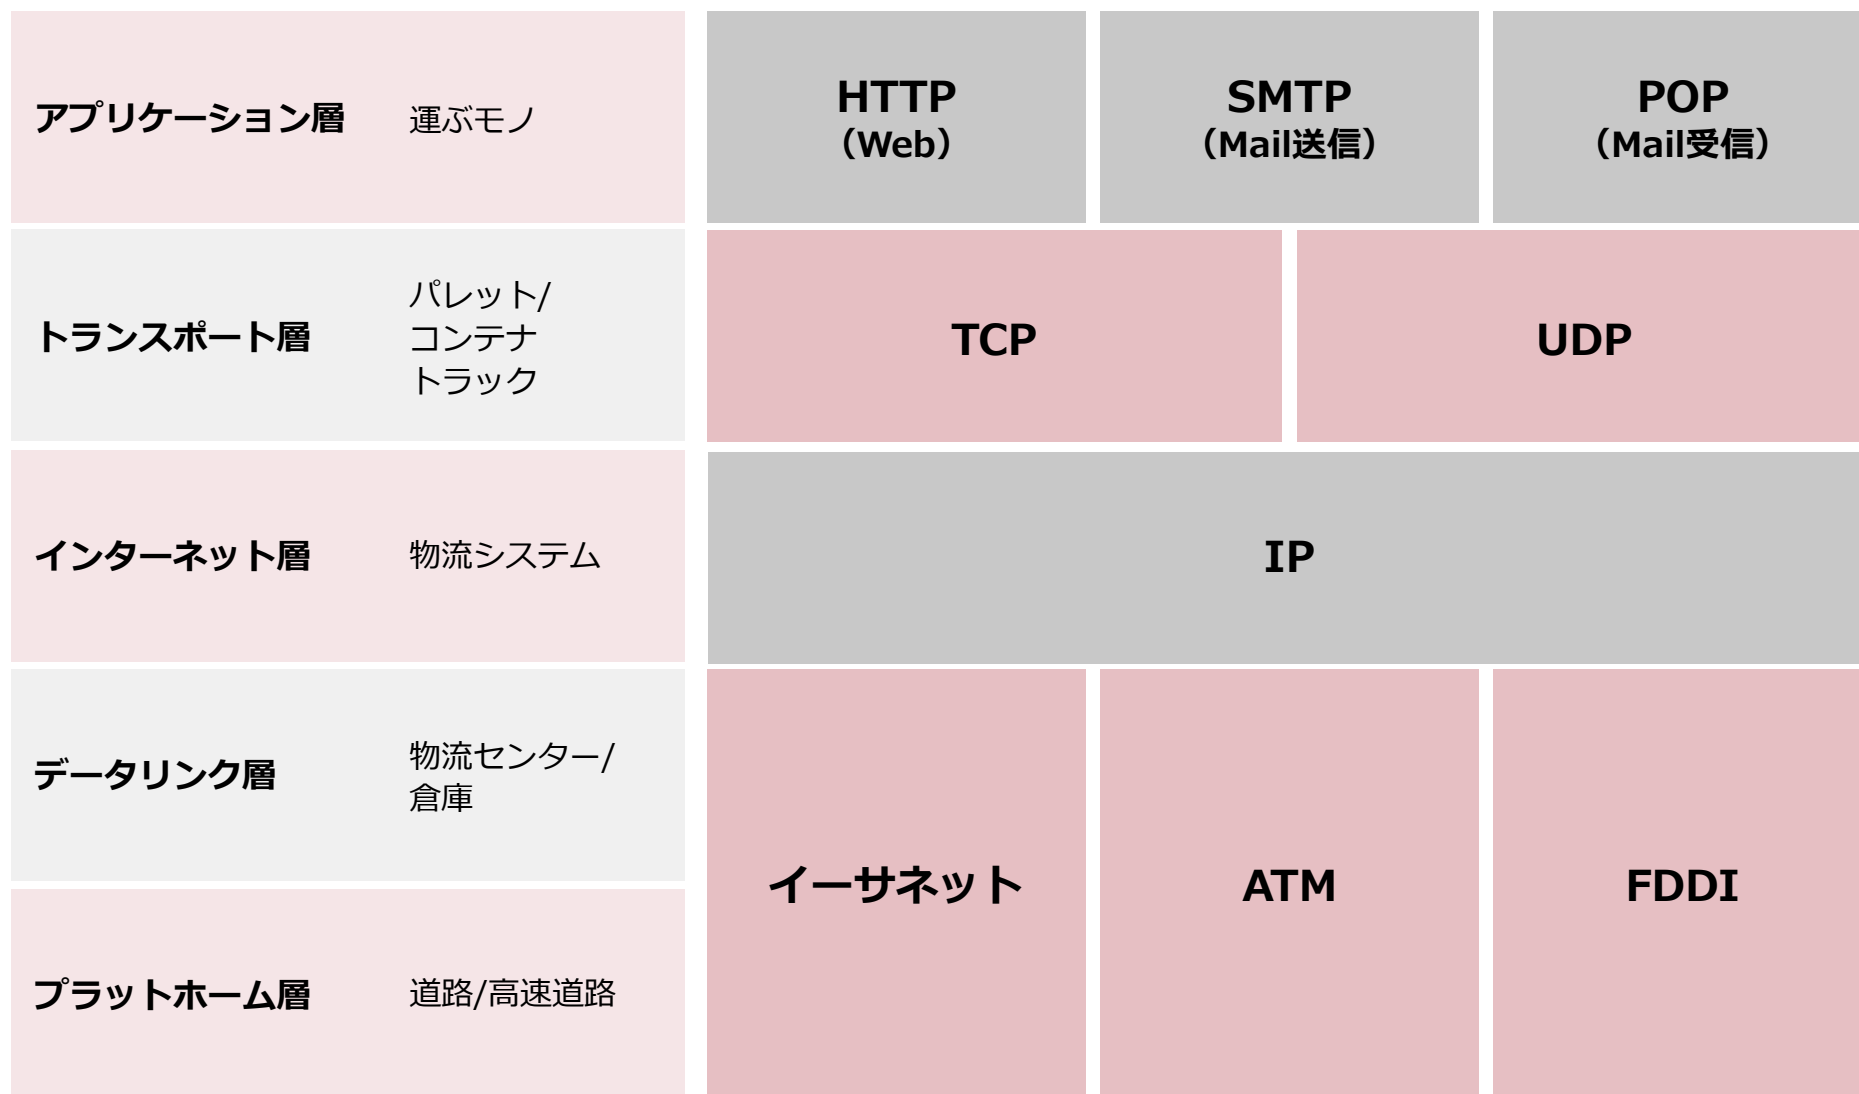 アプリケーション層
運ぶモノ
HTTP
（Web）
SMTP
（Mail送信）
POP
（Mail受信）
トランスポート層
パレット/
コンテナ
トラック
TCP
UDP
インターネット層
物流システム
IP
データリンク層
物流センター/
倉庫
イーサネット
ATM
FDDI
プラットホーム層
道路/高速道路